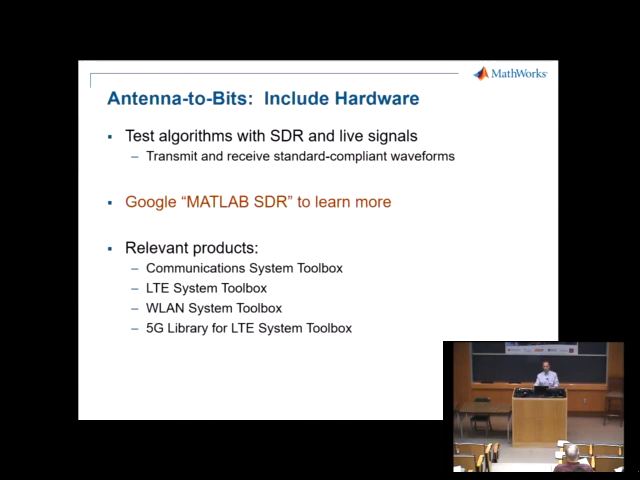 MathWorks
Antenna-to-Bits: Include Hardware
▪ Test algorithms with SDR and live signals
– Transmit and receive standard-compliant waveforms
▪ Google “MATLAB SDR” to learn more
▪ Relevant products:
– Communications System Toolbox
– LTE System Toolbox
– WLAN System Toolbox
– 5G Library for LTE System Toolbox